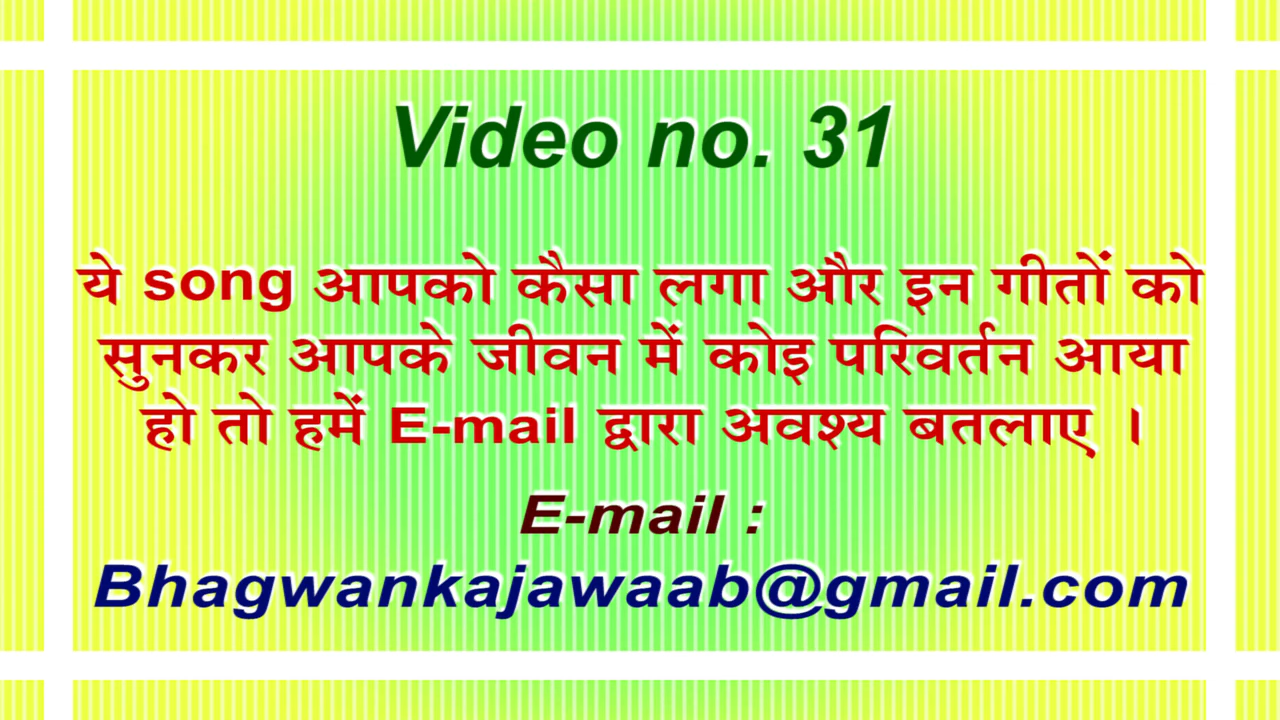 Video no. 31
ये song आपको कैसा लगा और इन गीतों को
सुनकर आपके जीवन में कोइ परिवर्तन आया
हो तो हमें E-mail द्वारा अवश्य बतलाए ।
E-mail :
Bhagwankajawaab@gmail.com